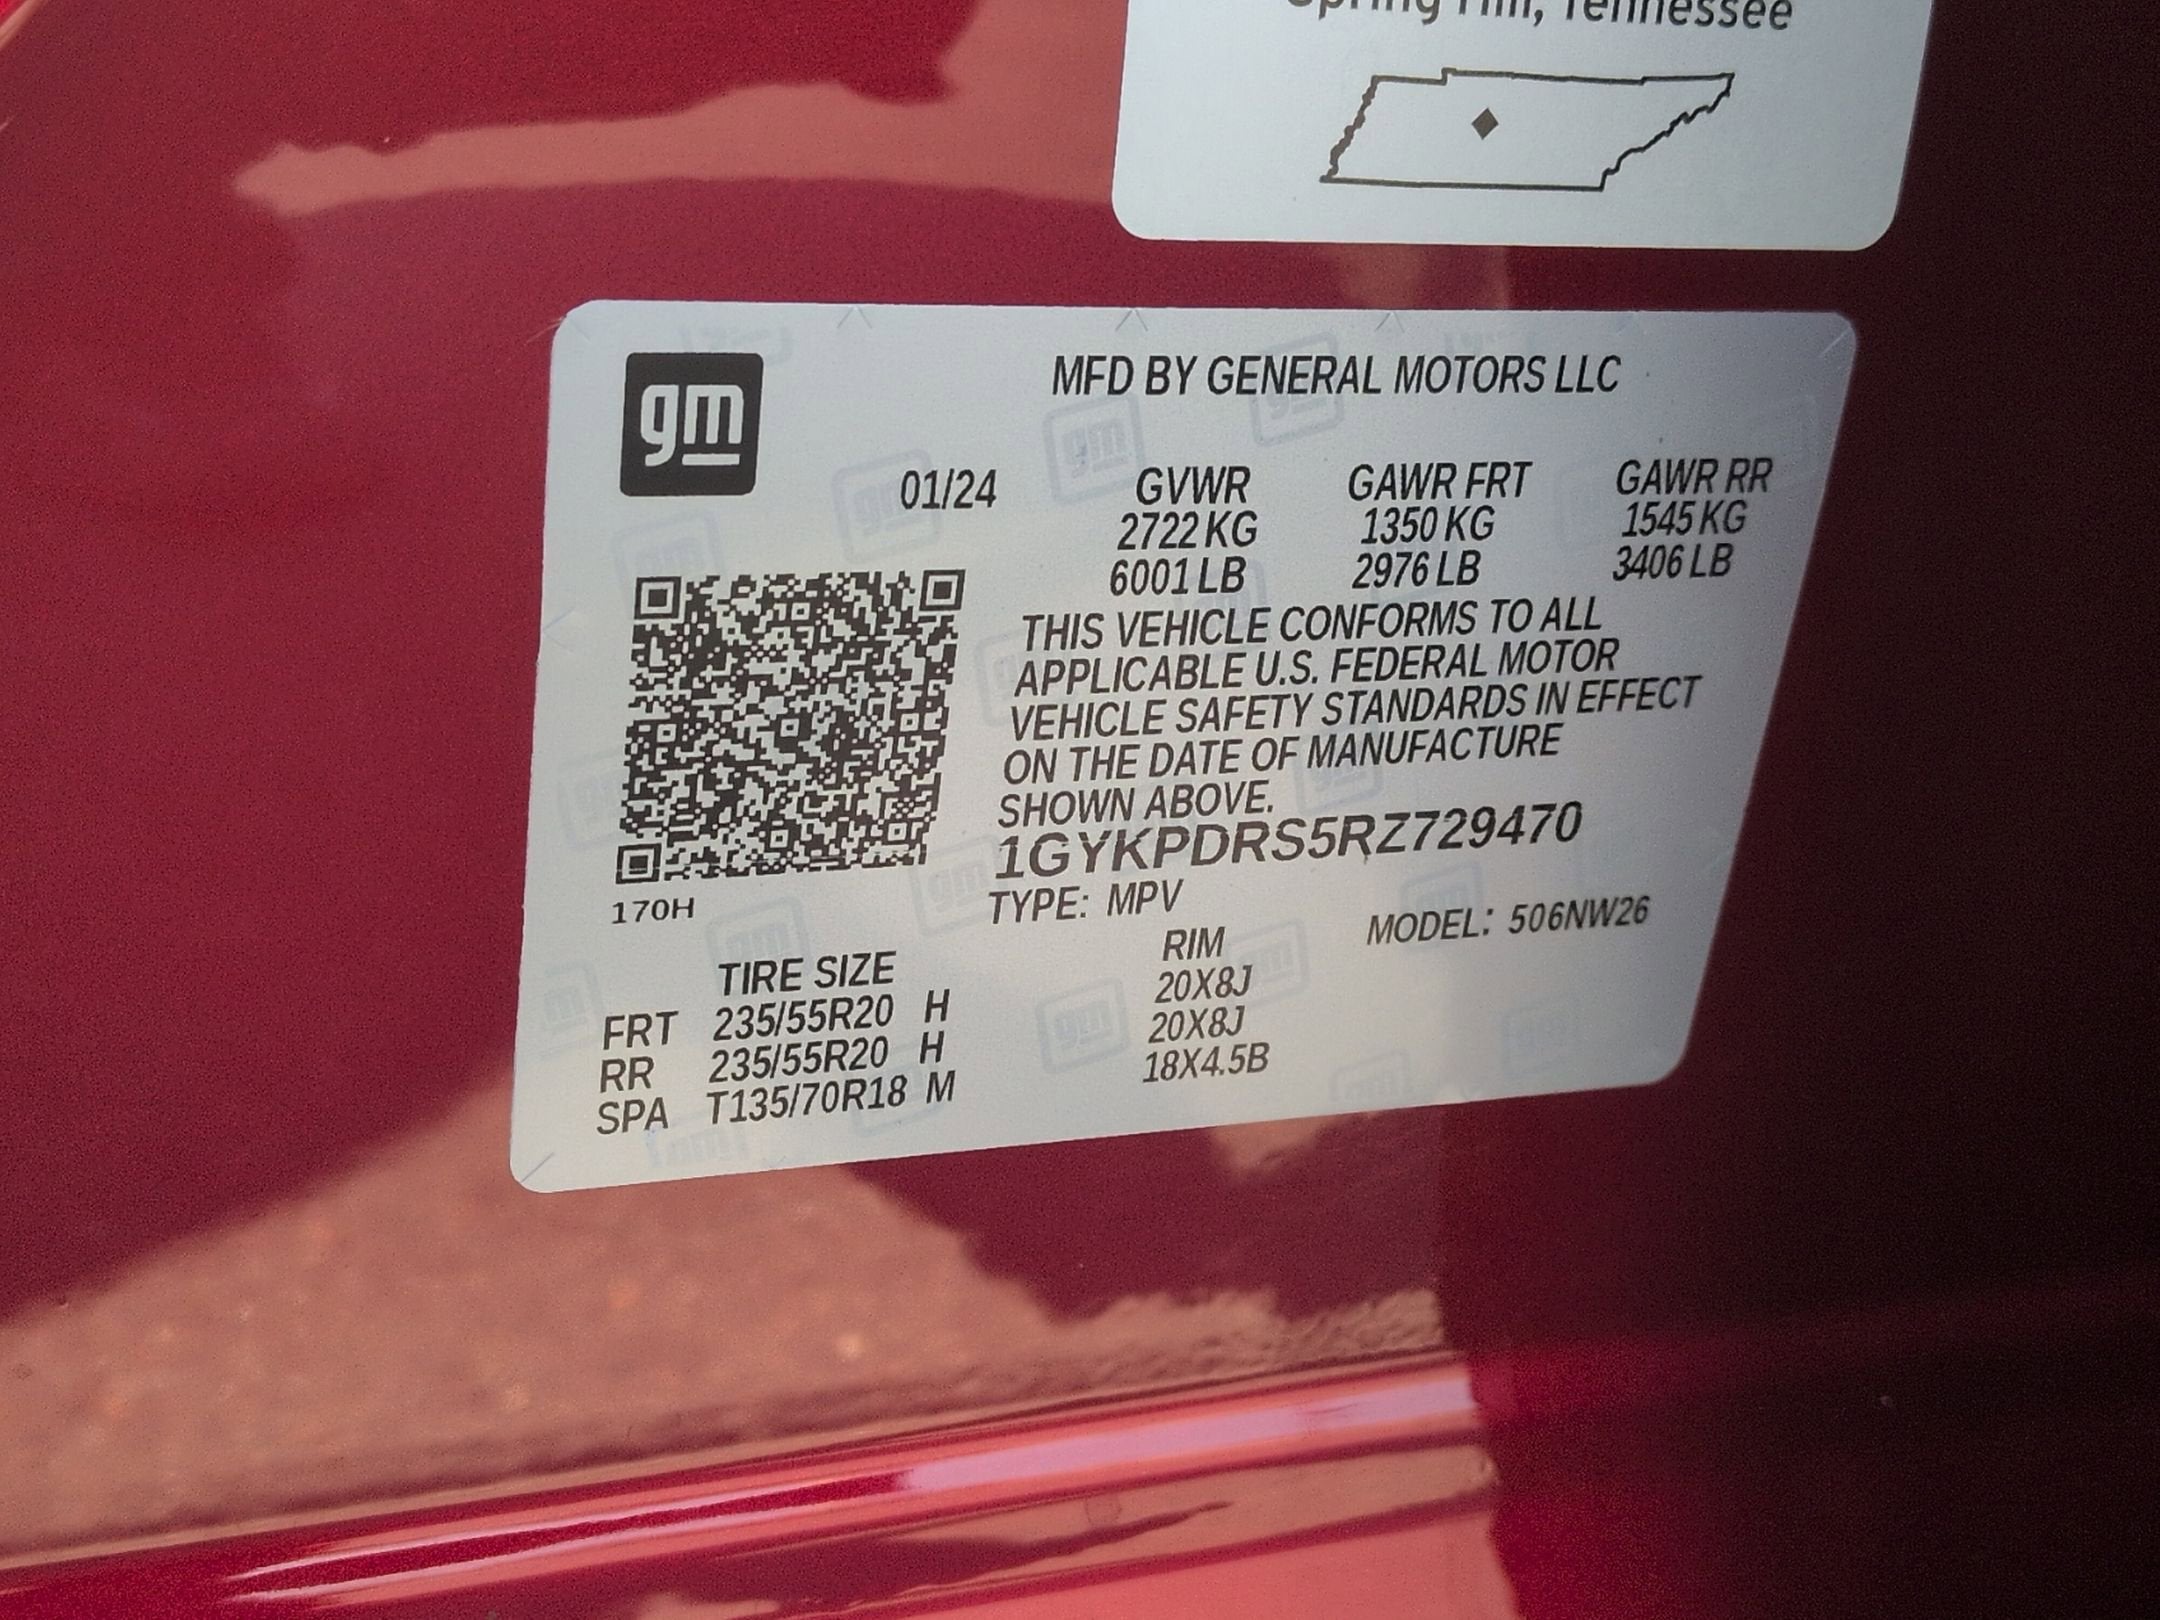 Spring Hill, Tennessee
gm
MFD BY GENERAL MOTORS LLC
01/24 GVWR GAWR FRT GAWR RR
2722 KG 1350 KG 1545 KG
6001 LB 2976 LB 3406 LB
THIS VEHICLE CONFORMS TO ALL
APPLICABLE U.S. FEDERAL MOTOR
VEHICLE SAFETY STANDARDS IN EFFECT
ON THE DATE OF MANUFACTURE
SHOWN ABOVE.
1GYKPDRS5RZ729470
170H
TYPE: MPV MODEL: 506NW26
TIRE SIZE RIM
FRT 235/55R20 H 20X8J
RR 235/55R20 H 20X8J
SPA T135/70R18 M 18X4.5B